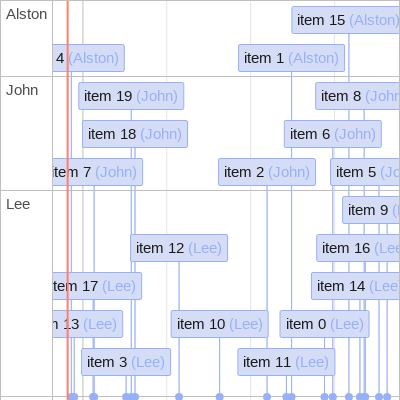 Alston
item 15 (Alston)
4 (Alston)
item 1 (Alston)
John
item 19 (John)
item 8 (John
item 18 (John)
item 6 (John)
item 7 (John)
item 2 (John)
item 5 (Jo
Lee
item 9 (
item 12 (Lee)
item 16 (Lee
item 17 (Lee)
item 14 (Lee
13 (Lee)
item 10 (Lee)
item 0 (Lee)
item 3 (Lee)
item 11 (Lee)